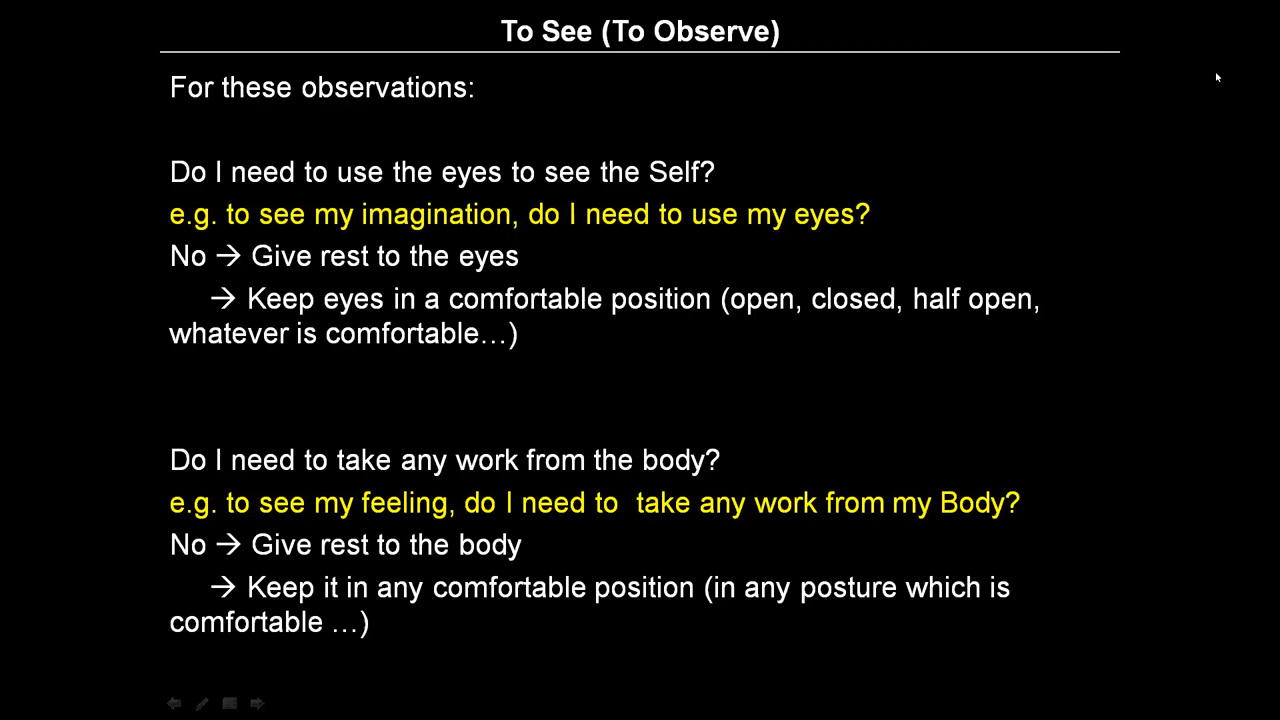 To See (To Observe)
For these observations:
Do I need to use the eyes to see the Self?
e.g. to see my imagination, do I need to use my eyes?
No → Give rest to the eyes
→ Keep eyes in a comfortable position (open, closed, half open,
whatever is comfortable…)
Do I need to take any work from the body?
e.g. to see my feeling, do I need to  take any work from my Body?
No → Give rest to the body
→ Keep it in any comfortable position (in any posture which is
comfortable …)